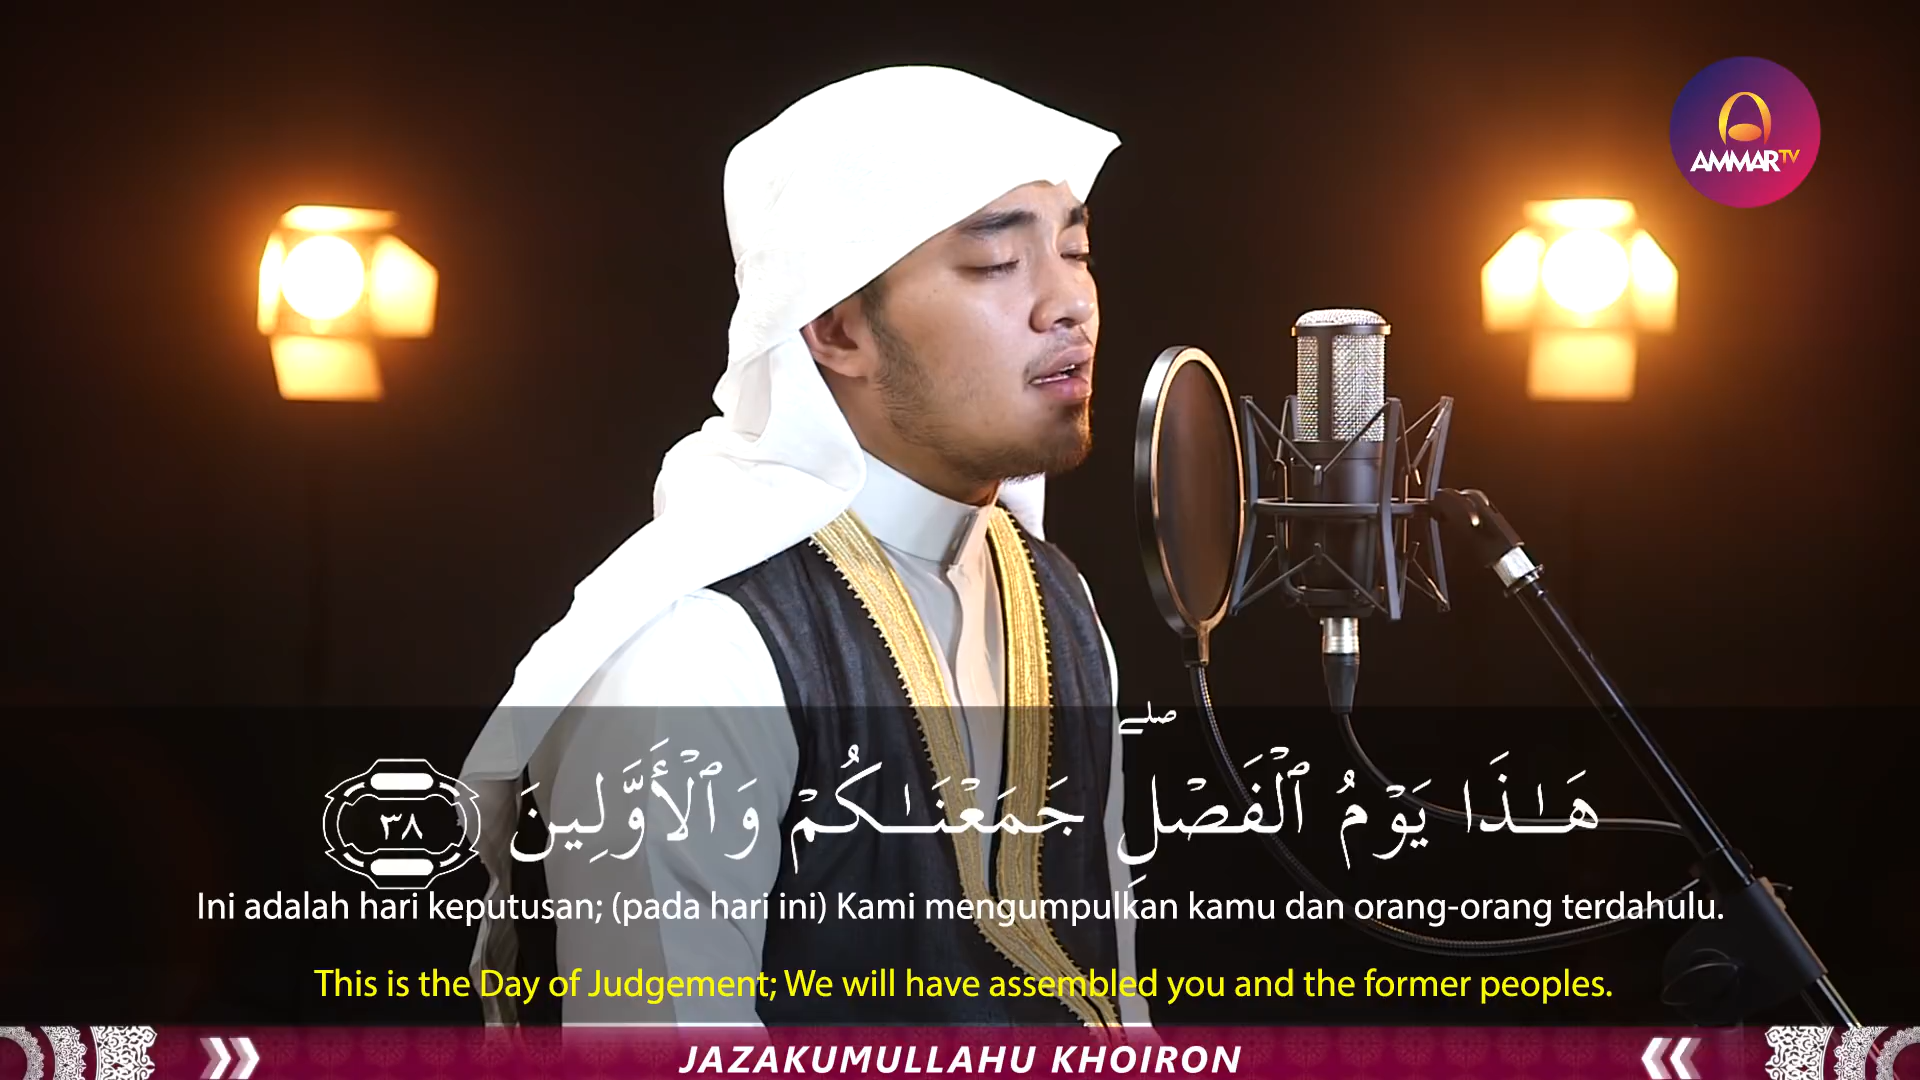 AMMARTV
هَـٰذَا يَوْمُ ٱلْفَصْلِ ۖ جَمَعْنَـٰكُمْ وَٱلْأَوَّلِينَ ٣٨
Ini adalah hari keputusan; (pada hari ini) Kami mengumpulkan kamu dan orang-orang terdahulu.
This is the Day of Judgement; We will have assembled you and the former peoples.
JAZAKUMULLAHU KHOIRON